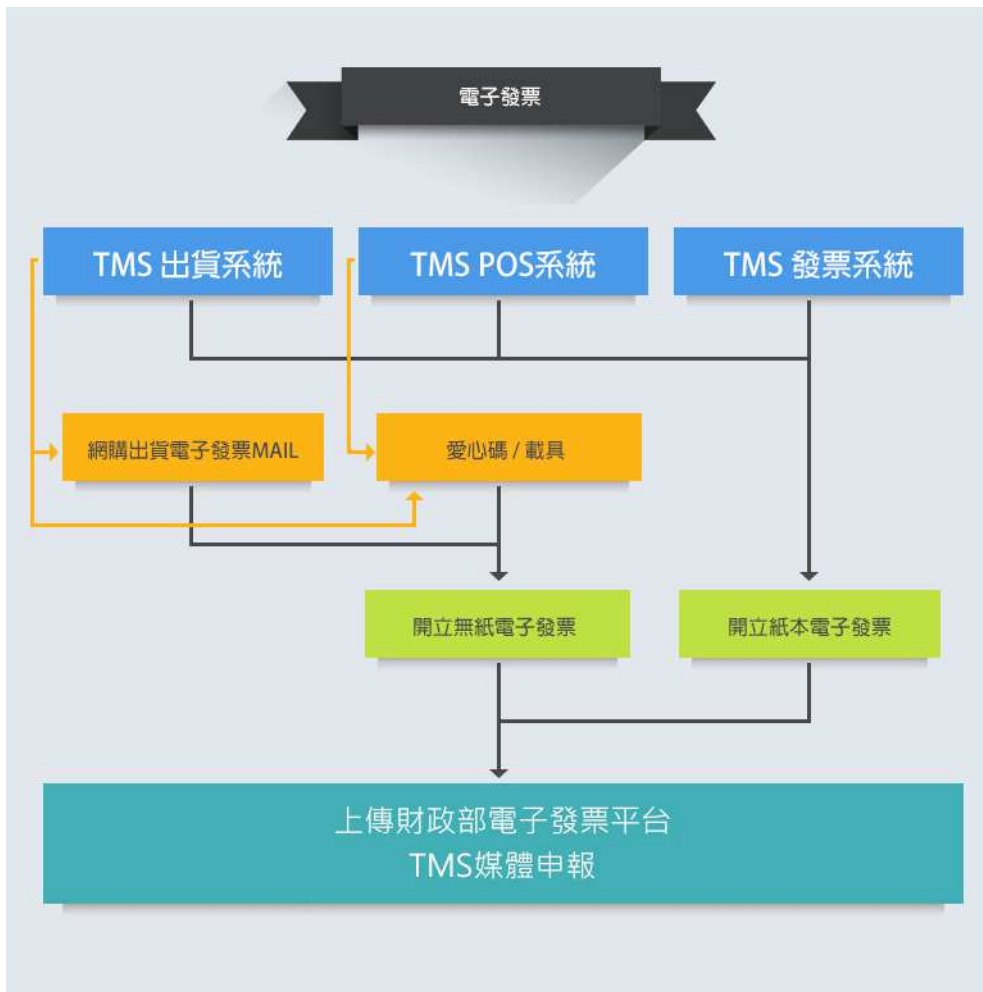 電子發票
TMS 出貨系統
TMS POS系統
TMS 發票系統
網購出貨電子發票MAIL
愛心碼 / 載具
開立無紙電子發票
開立紙本電子發票
上傳財政部電子發票平台
TMS媒體申報